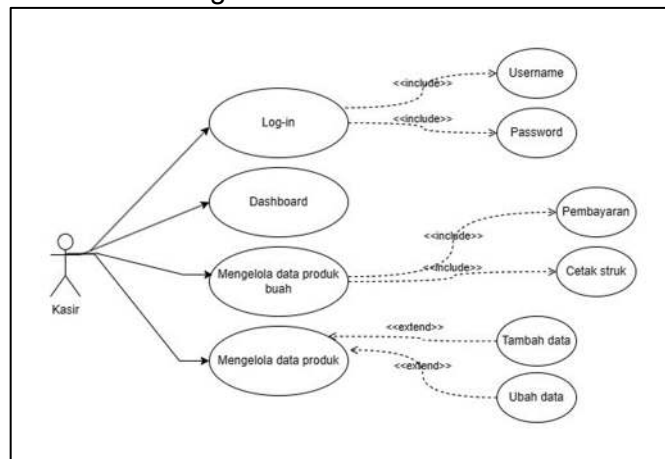 <<include>>
Username
Log-in
<<include>>
Password
Dashboard
Pembayaran
<<include>>
Mengelola data produk
buah
<<include>>
Cetak struk
Kasir
<<extend>>
Tambah data
Mengelola data produk
<<extend>>
Ubah data